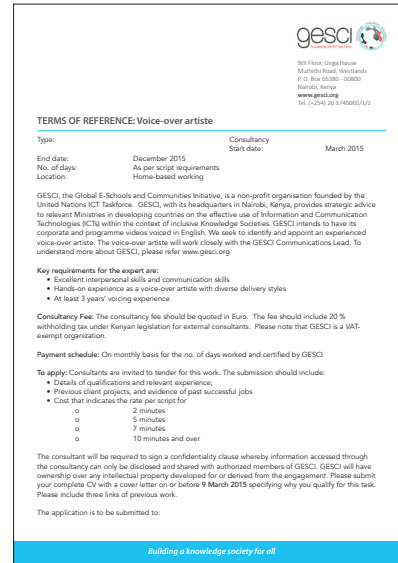 gesci
Founded by UN ICT Task Force
9th Floor, Unga House
Muthithi Road, Westlands
P. O. Box 66380 - 00800
Nairobi, Kenya
www.gesci.org
Tel: (+254) 20 3746060/1/2
TERMS OF REFERENCE: Voice-over artiste
Type: Consultancy
Start date: March 2015
End date: December 2015
No. of days: As per script requirements
Location: Home-based working
GESCI, the Global E-Schools and Communities Initiative, is a non-profit organisation founded by the
United Nations ICT Taskforce. GESCI, with its headquarters in Nairobi, Kenya, provides strategic advice
to relevant Ministries in developing countries on the effective use of Information and Communication
Technologies (ICTs) within the context of inclusive Knowledge Societies. GESCI intends to have its
corporate and programme videos voiced in English. We seek to identify and appoint an experienced
voice-over artiste. The voice-over artiste will work closely with the GESCI Communications Lead. To
understand more about GESCI, please refer www.gesci.org
Key requirements for the expert are:
• Excellent interpersonal skills and communication skills
• Hands-on experience as a voice-over artiste with diverse delivery styles
• At least 3 years' voicing experience
Consultancy Fee: The consultancy fee should be quoted in Euro. The fee should include 20 %
withholding tax under Kenyan legislation for external consultants. Please note that GESCI is a VAT-
exempt organization.
Payment schedule: On monthly basis for the no. of days worked and certified by GESCI
To apply: Consultants are invited to tender for this work. The submission should include:
• Details of qualifications and relevant experience;
• Previous client projects, and evidence of past successful jobs
• Cost that indicates the rate per script for
o 2 minutes
o 5 minutes
o 7 minutes
o 10 minutes and over
The consultant will be required to sign a confidentiality clause whereby information accessed through
the consultancy can only be disclosed and shared with authorized members of GESCI. GESCI will have
ownership over any intellectual property developed for or derived from the engagement. Please submit
your complete CV with a cover letter on or before 9 March 2015 specifying why you qualify for this task.
Please include three links of previous work.
The application is to be submitted to:
Building a knowledge society for all